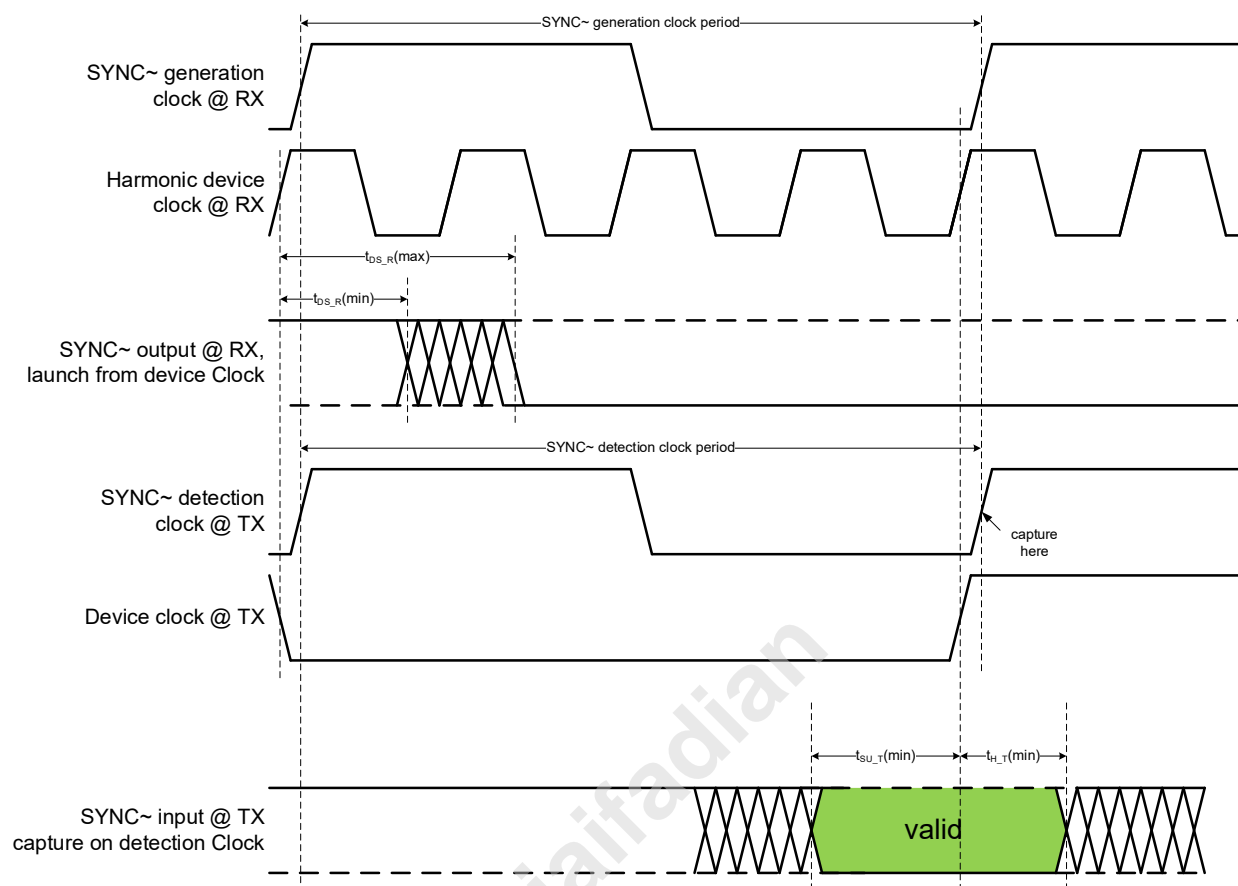 SYNC~ generation clock period
SYNC~ generation
clock @ RX
Harmonic device
clock @ RX
tDS_R(max)
tDS_R(min)
SYNC~ output @ RX,
launch from device Clock
SYNC~ detection clock period
SYNC~ detection
clock @ TX
capture
here
Device clock @ TX
tSU_T(min)
tH_T(min)
SYNC~ input @ TX
capture on detection Clock
valid